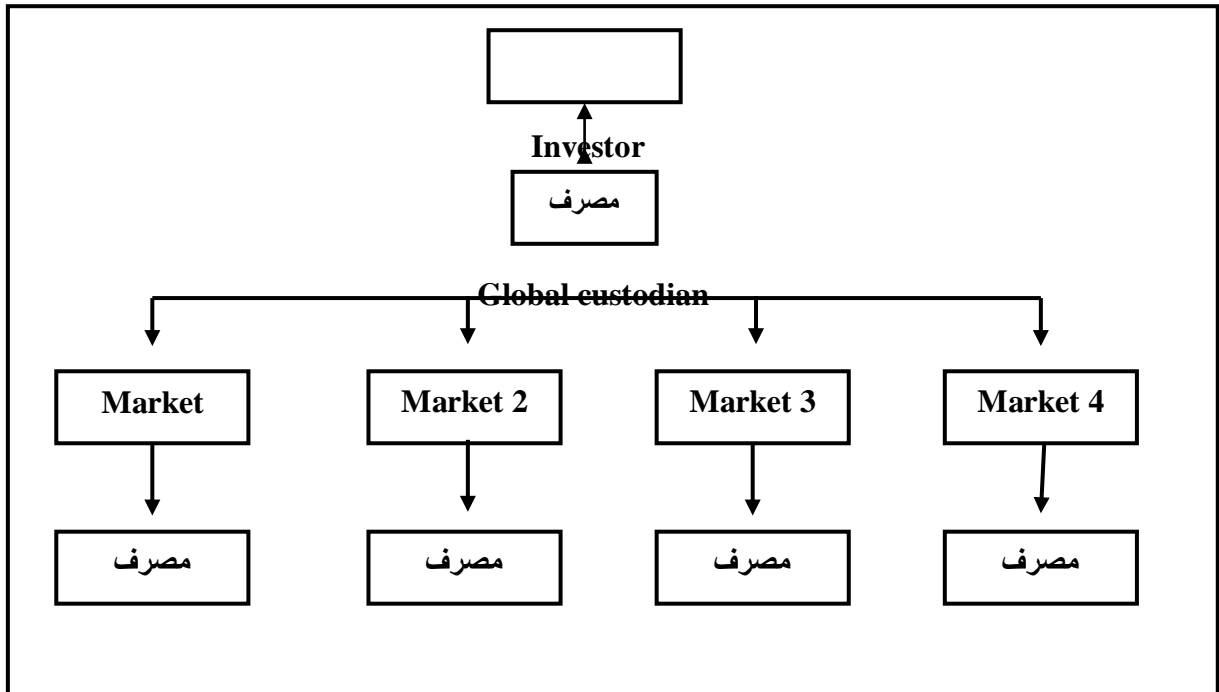 Investor
مصرف
Global custodian
Market
Market 2
Market 3
Market 4
مصرف
مصرف
مصرف
مصرف